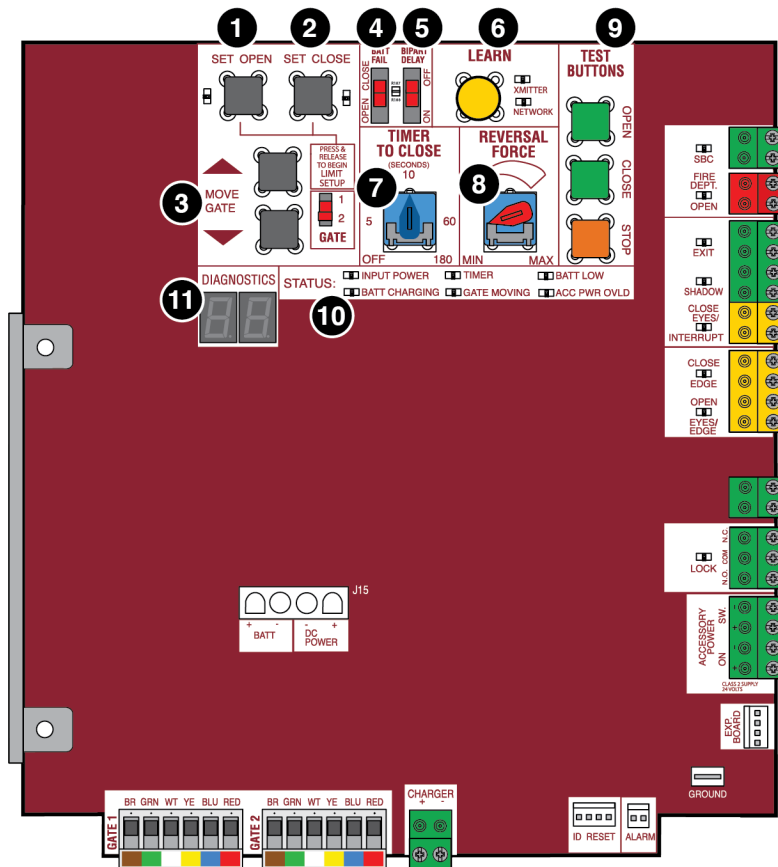 1
2
4
5
6
9
SET OPEN
SET CLOSE
BATT FAIL
OPEN CLOSE
BIPART DELAY
ON OFF
LEARN
XMITTER
NETWORK
TEST BUTTONS
OPEN
CLOSE
STOP
3
MOVE GATE
PRESS & RELEASE TO BEGIN LIMIT SETUP
1
2
GATE
7
TIMER TO CLOSE
(SECONDS)
10
5
60
OFF
180
8
REVERSAL FORCE
MIN
MAX
11
DIAGNOSTICS
88
10
STATUS:
INPUT POWER
TIMER
BATT LOW
BATT CHARGING
GATE MOVING
ACC PWR OVLD
SBC
FIRE DEPT.
OPEN
EXIT
SHADOW
CLOSE EYES/
INTERRUPT
CLOSE
EDGE
OPEN
EYES/
EDGE
LOCK
N.O. COM N.C.
ACCESSORY POWER
ON SW.
+ - + -
CLASS 2 SUPPLY
24 VOLTS
EXP. BOARD
GROUND
J15
+ - - +
BATT
DC POWER
GATE 1
BR GRN WT YE BLU RED
GATE 2
BR GRN WT YE BLU RED
CHARGER
+ -
ID RESET
ALARM